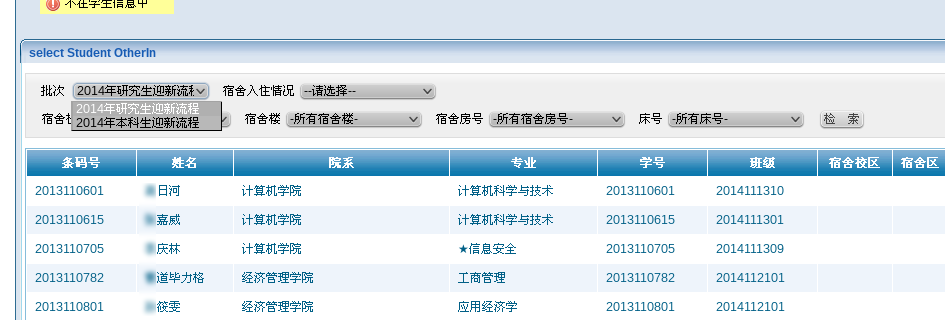 不在学生信息中
select Student OtherIn
批次 2014年研究生迎新流程 宿舍入住情况 --请选择--
2014年研究生迎新流程
2014年本科生迎新流程
宿舍 宿舍楼 -所有宿舍楼- 宿舍房号 -所有宿舍房号- 床号 -所有床号- 检 索
条码号 姓名 院系 专业 学号 班级 宿舍校区 宿舍区
2013110601 日河 计算机学院 计算机科学与技术 2013110601 2014111310
2013110615 嘉威 计算机学院 计算机科学与技术 2013110615 2014111301
2013110705 庆林 计算机学院 ★信息安全 2013110705 2014111309
2013110782 道毕力格 经济管理学院 工商管理 2013110782 2014112101
2013110801 筱雯 经济管理学院 应用经济学 2013110801 2014112101